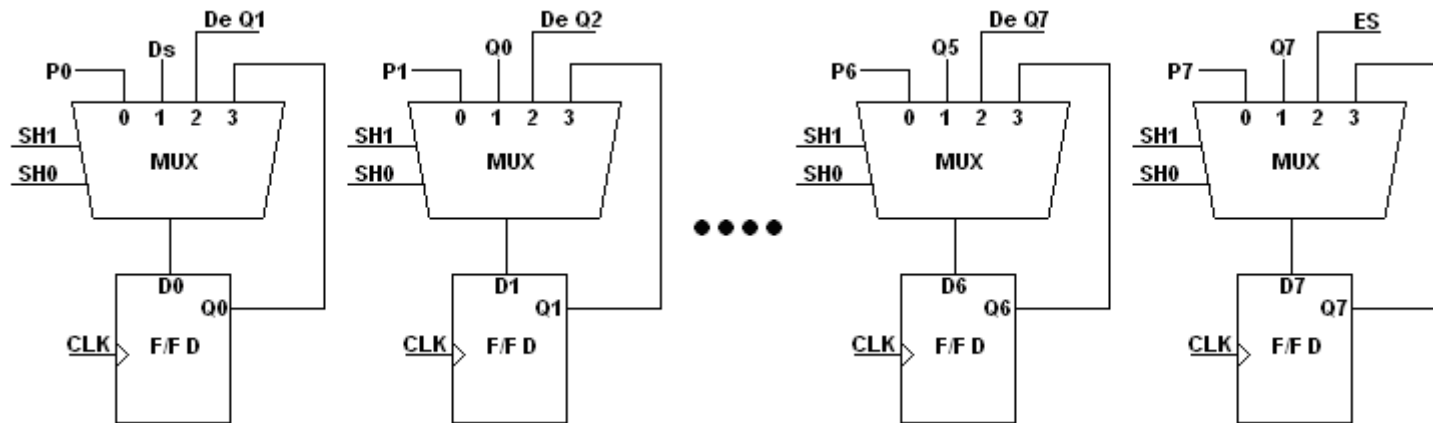 De Q1 De Q2 De Q7 ES
Ds Q0 Q5 Q7
P0 P1 P6 P7
0 1 2 3 0 1 2 3 0 1 2 3 0 1 2 3
SH1 SH1 SH1 SH1
MUX MUX MUX MUX
SH0 SH0 SH0 SH0
D0 D1 D6 D7
Q0 Q1 Q6 Q7
CLK F/F D CLK F/F D CLK F/F D CLK F/F D